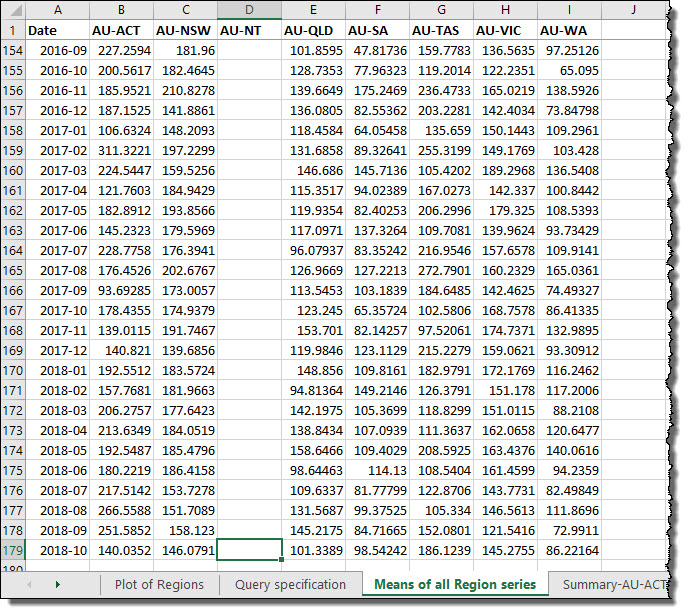 A B C D E F G H I J
1 Date AU-ACT AU-NSW AU-NT AU-QLD AU-SA AU-TAS AU-VIC AU-WA
154 2016-09 227.2594 181.96 101.8595 47.81736 159.7783 136.5635 97.25126
155 2016-10 200.5617 182.4645 128.7353 77.96323 119.2014 122.2351 65.095
156 2016-11 185.9521 210.8278 139.6649 175.2469 236.4733 165.0219 138.5926
157 2016-12 187.1525 141.8861 136.0805 82.55362 203.2281 142.4034 73.84798
158 2017-01 106.6324 148.2093 118.4584 64.05458 135.659 150.1443 109.2961
159 2017-02 311.3221 197.2299 131.6858 89.32641 255.3199 149.1769 103.428
160 2017-03 224.5447 159.5256 146.686 145.7136 105.4202 189.2968 136.5408
161 2017-04 121.7603 184.9429 115.3517 94.02389 167.0273 142.337 100.8442
162 2017-05 182.8912 193.8566 119.9354 82.40253 206.2996 179.325 108.5393
163 2017-06 145.2323 179.5969 117.0971 137.3264 109.7081 139.9624 93.73429
164 2017-07 228.7758 176.3941 96.07937 83.35242 216.9546 157.6578 109.9141
165 2017-08 176.4526 202.6767 126.9669 127.2213 272.7901 160.2329 165.0361
166 2017-09 93.69285 173.0057 113.5453 103.1839 184.6485 142.4625 74.49327
167 2017-10 178.4355 174.9379 123.245 65.35724 102.5806 168.7578 86.41335
168 2017-11 139.0115 191.7467 153.701 82.14257 97.52061 174.7371 132.9895
169 2017-12 140.821 139.6856 119.9846 123.1129 215.2279 159.0621 93.30912
170 2018-01 192.5512 183.5724 148.856 109.8161 182.9791 172.1769 116.2462
171 2018-02 157.7681 181.9663 94.81364 149.2146 126.3791 151.178 117.2006
172 2018-03 206.2757 177.6423 142.1975 105.3699 118.8299 151.0115 88.2108
173 2018-04 213.6349 184.0519 138.8434 107.0939 111.3637 162.0658 120.6477
174 2018-05 192.5487 185.4796 158.6466 109.4029 208.5925 163.4376 140.0616
175 2018-06 180.2219 186.4158 98.64463 114.13 108.5404 161.4599 94.2359
176 2018-07 217.5142 153.7278 109.6337 81.77799 122.8706 143.7731 82.49849
177 2018-08 266.5588 151.7089 131.5687 99.37525 105.334 146.5613 111.8696
178 2018-09 251.5852 158.123 145.2175 84.71665 152.0801 121.5416 72.9911
179 2018-10 140.0352 146.0791 101.3389 98.54242 186.1239 145.2755 86.22164
180
Plot of Regions Query specification Means of all Region series Summary-AU-ACT